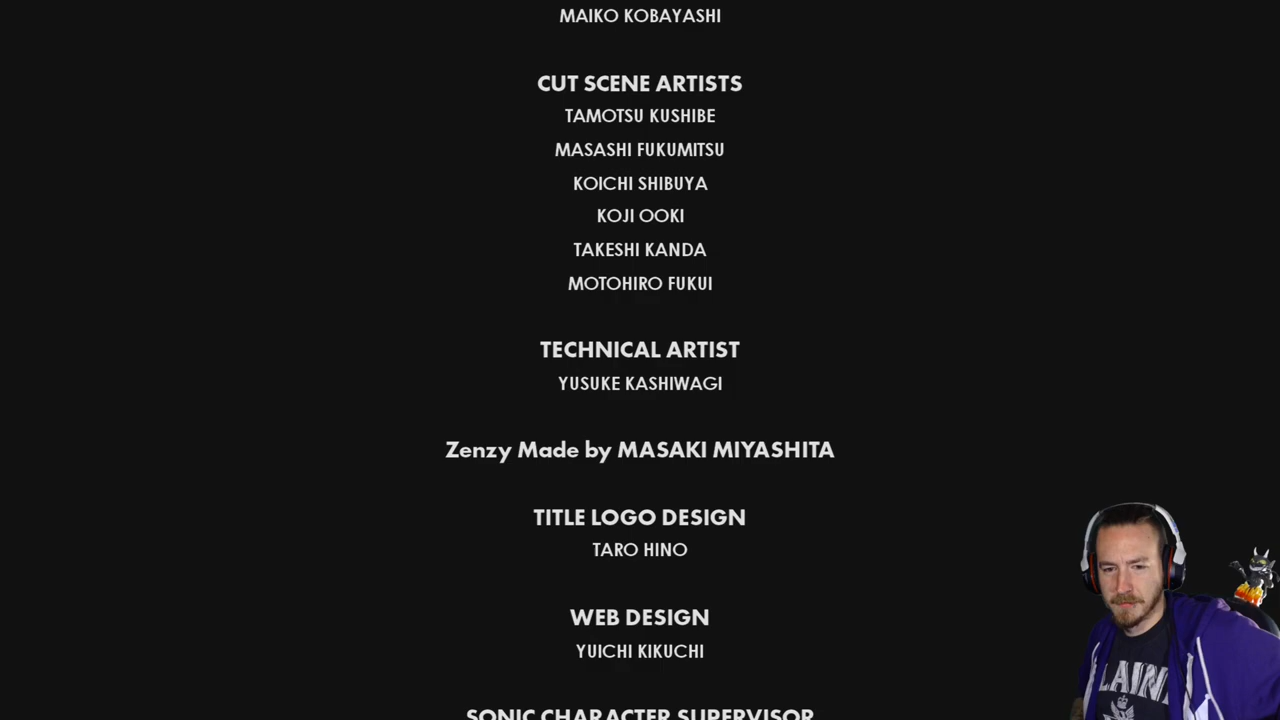 MAIKO KOBAYASHI
CUT SCENE ARTISTS
TAMOTSU KUSHIBE
MASASHI FUKUMITSU
KOICHI SHIBUYA
KOJI OOKI
TAKESHI KANDA
MOTOHIRO FUKUI
TECHNICAL ARTIST
YUSUKE KASHIWAGI
Zenzy Made by MASAKI MIYASHITA
TITLE LOGO DESIGN
TARO HINO
WEB DESIGN
YUICHI KIKUCHI
SONIC CHARACTER SUPERVISOR